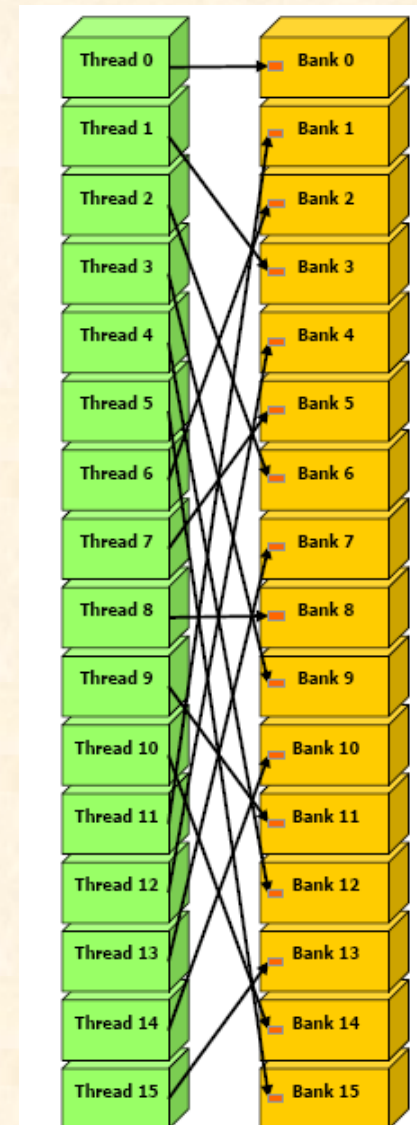 Thread 0 Bank 0
Thread 1 Bank 1
Thread 2 Bank 2
Thread 3 Bank 3
Thread 4 Bank 4
Thread 5 Bank 5
Thread 6 Bank 6
Thread 7 Bank 7
Thread 8 Bank 8
Thread 9 Bank 9
Thread 10 Bank 10
Thread 11 Bank 11
Thread 12 Bank 12
Thread 13 Bank 13
Thread 14 Bank 14
Thread 15 Bank 15